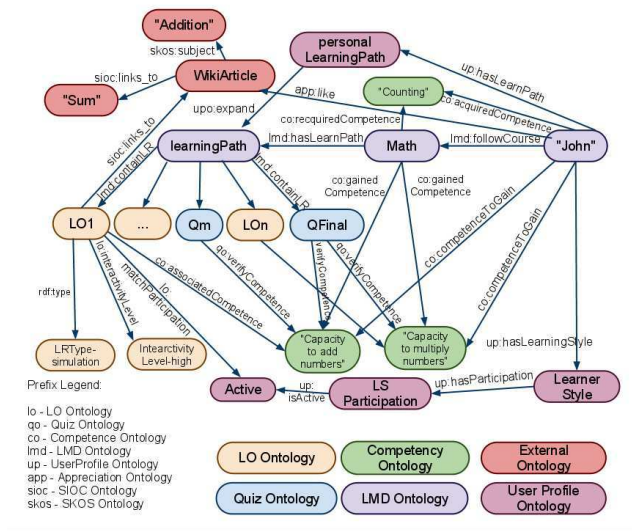 "Addition"
skos:subject
personal
LearningPath
WikiArticle
sioc:links_to
"Sum"
up:hasLearnPath
app:like
"Counting"
co:acquiredCompetence
upo:expand
co:recquiredCompetence
sioc:links_to
lmd:containLR
learningPath
lmd:hasLearnPath
Math
lmd:followCourse
"John"
lmd:containLR
co:gained
Competence
co:gained
Competence
LO1
...
Qm
LOn
QFinal
co:competenceToGain
co:competenceToGain
rdf:type
lo:interactivityLevel
lo:
matchParticipation
co:associatedCompetence
qo:verifyCompetence
verifyCompetence
qo:verifyCompetence
up:hasLearningStyle
LRType-
simulation
Intearctivity
Level-high
"Capacity
to add
numbers"
"Capacity
to multiply
numbers"
Active
up:
isActive
LS
Participation
up:hasParticipation
Learner
Style
Prefix Legend:
lo - LO Ontology
qo - Quiz Ontology
co - Competence Ontology
lmd - LMD Ontology
up - UserProfile Ontology
app - Appreciation Ontology
sioc - SIOC Ontology
skos - SKOS Ontology
LO Ontology
Competency
Ontology
External
Ontology
Quiz Ontology
LMD Ontology
User Profile
Ontology